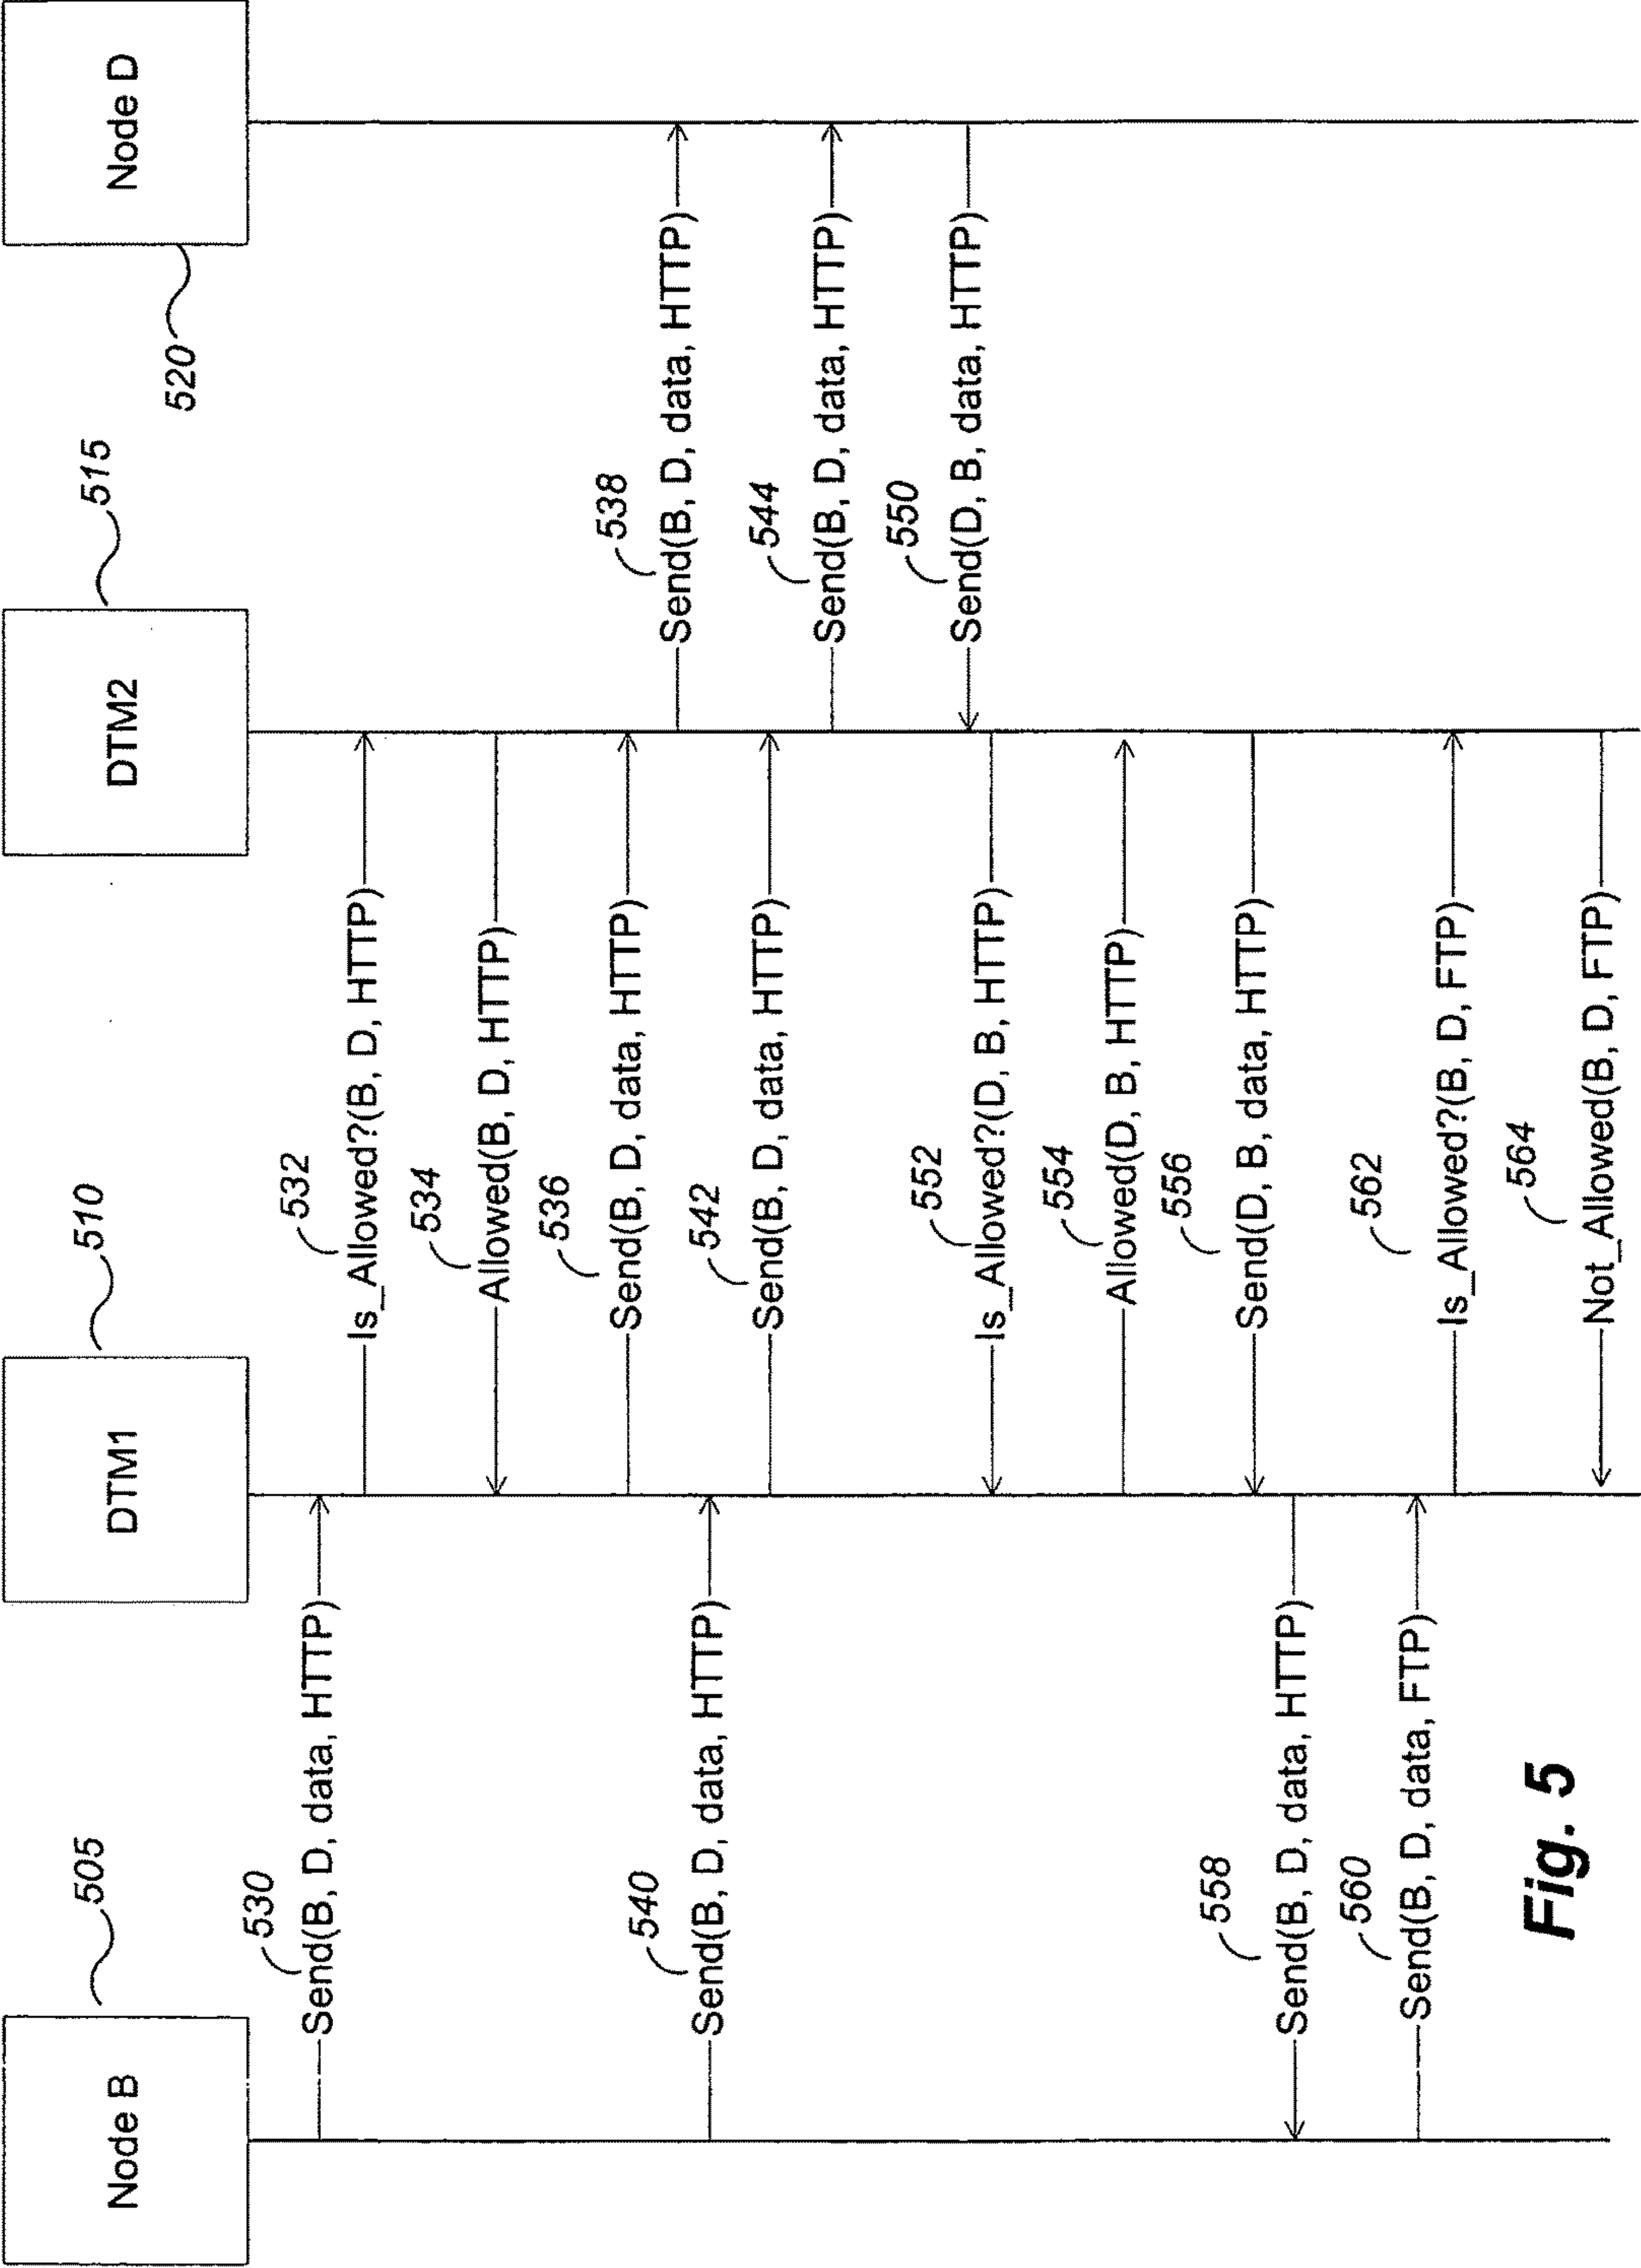 Node B
505
DTM1
510
DTM2
515
Node D
520
530
Send(B, D, data, HTTP)
532
Is_Allowed?(B, D, HTTP)
534
Allowed(B, D, HTTP)
536
Send(B, D, data, HTTP)
538
Send(B, D, data, HTTP)
540
Send(B, D, data, HTTP)
542
Send(B, D, data, HTTP)
544
Send(B, D, data, HTTP)
550
Send(D, B, data, HTTP)
552
Is_Allowed?(D, B, HTTP)
554
Allowed(D, B, HTTP)
556
Send(D, B, data, HTTP)
558
Send(B, D, data, HTTP)
560
Send(B, D, data, FTP)
562
Is_Allowed?(B, D, FTP)
564
Not_Allowed(B, D, FTP)
Fig. 5